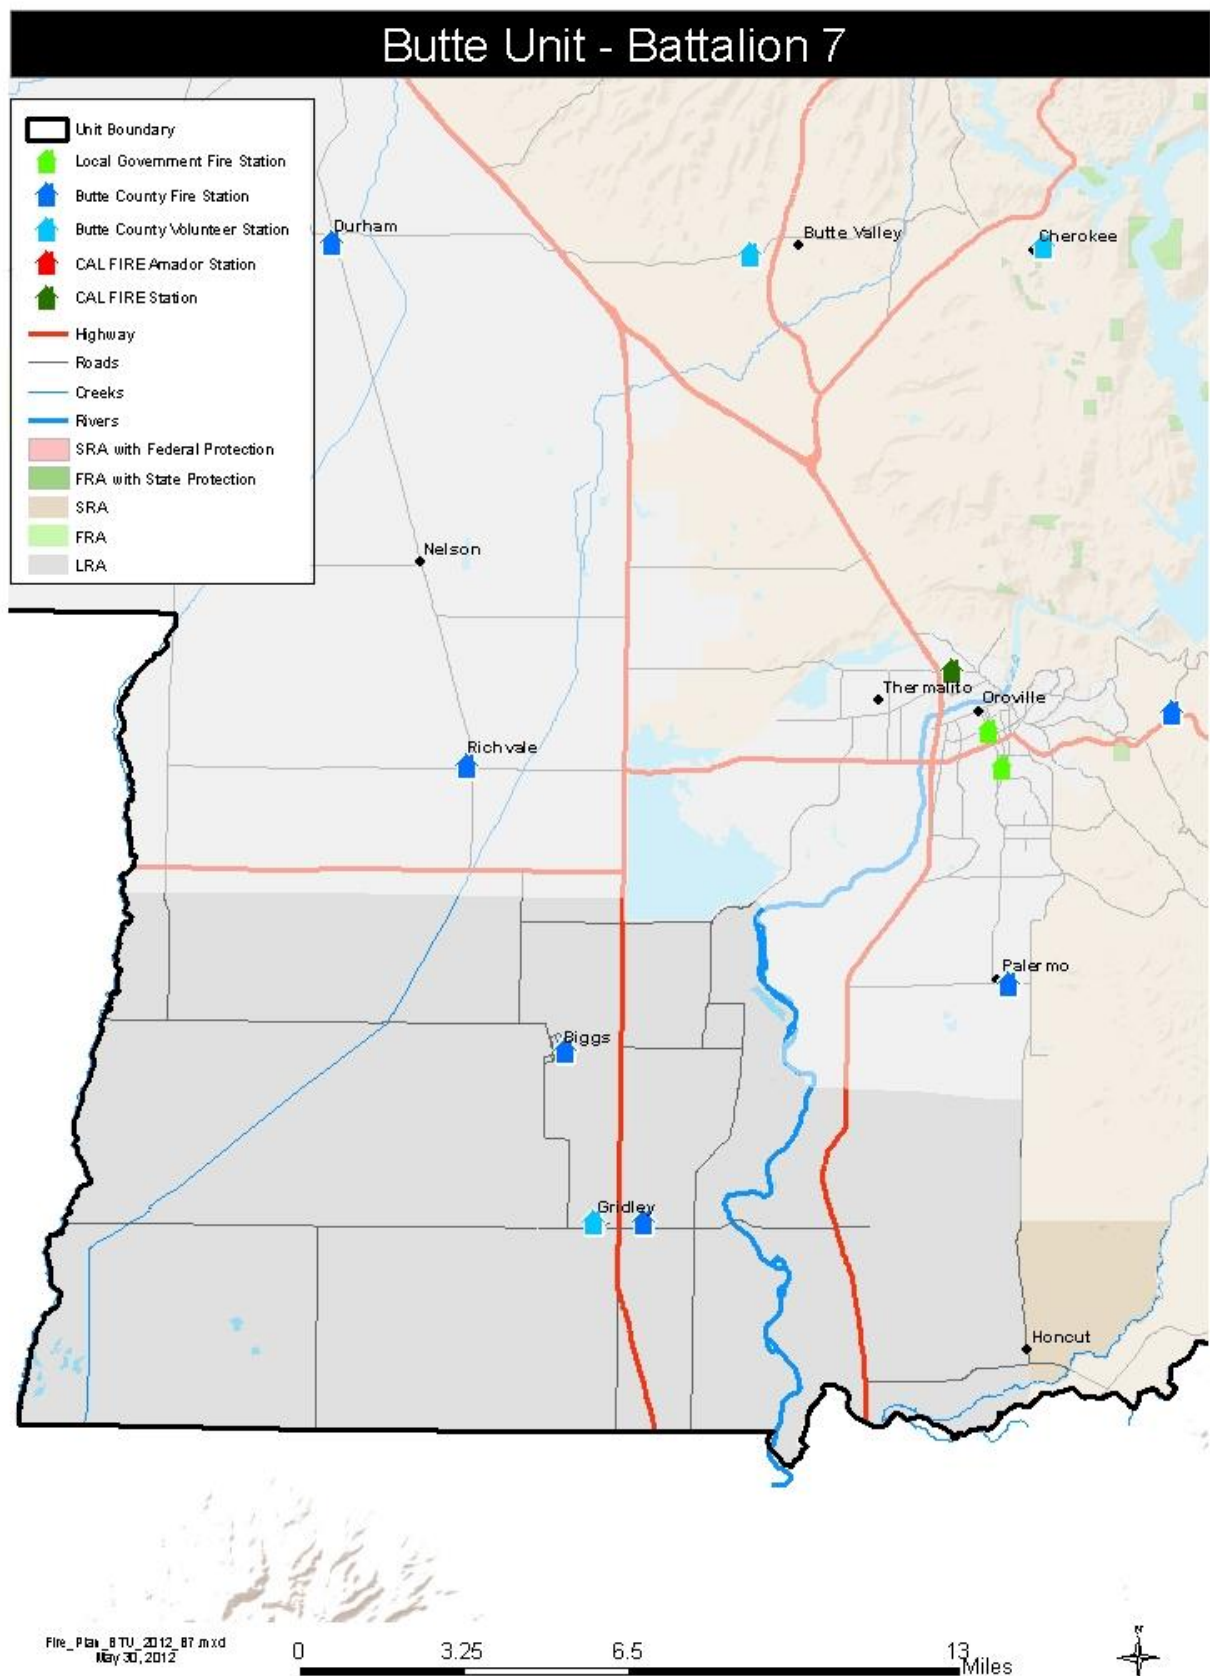 Butte Unit - Battalion 7
Unit Boundary
Local Government Fire Station
Butte County Fire Station
Butte County Volunteer Station
CAL FIRE Amador Station
CAL FIRE Station
Highway
Roads
Creeks
Rivers
SRA with Federal Protection
FRA with State Protection
SRA
FRA
LRA
Durham
Butte Valley
Cherokee
Nelson
Thermalito
Oroville
Richvale
Palermo
Biggs
Gridley
Honcut
Fire_Plan_BTU_2012_B7.mxd
May 30, 2012
0 3.25 6.5 13
Miles
N